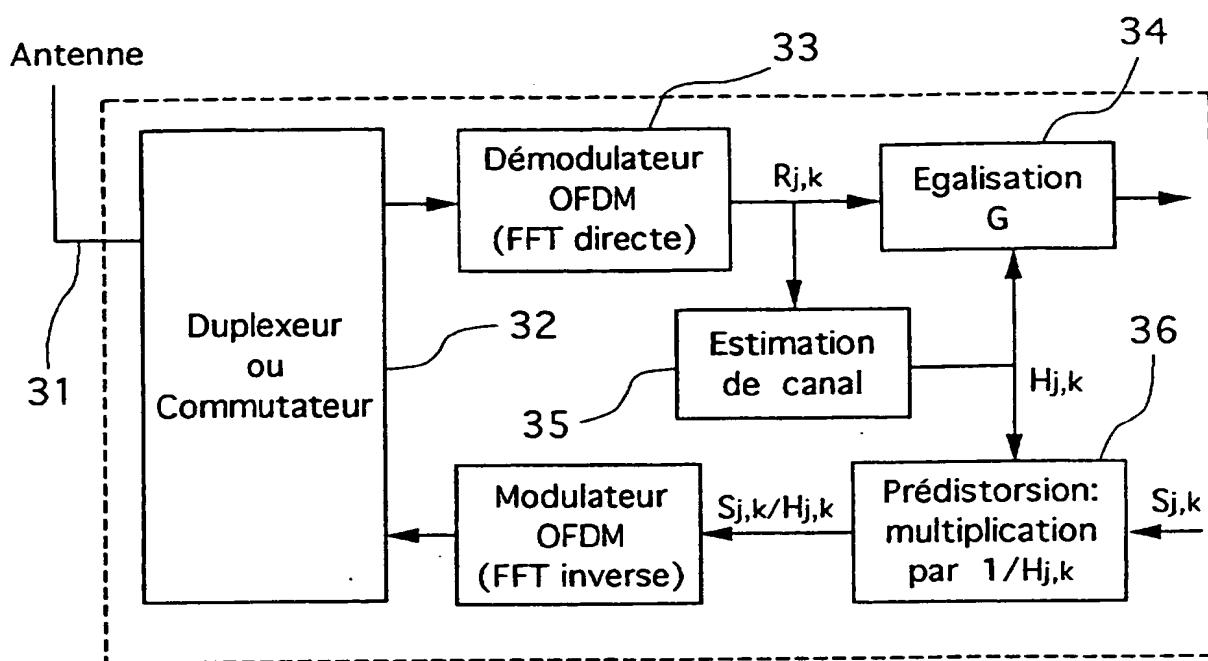 Antenne
33
34
Démodulateur
OFDM
(FFT directe)
Rj,k
Egalisation
G
Duplexeur
ou
Commutateur
32
31
Estimation
de canal
35
Hj,k
36
Modulateur
OFDM
(FFT inverse)
Sj,k/Hj,k
Prédistorsion:
multiplication
par 1/Hj,k
Sj,k